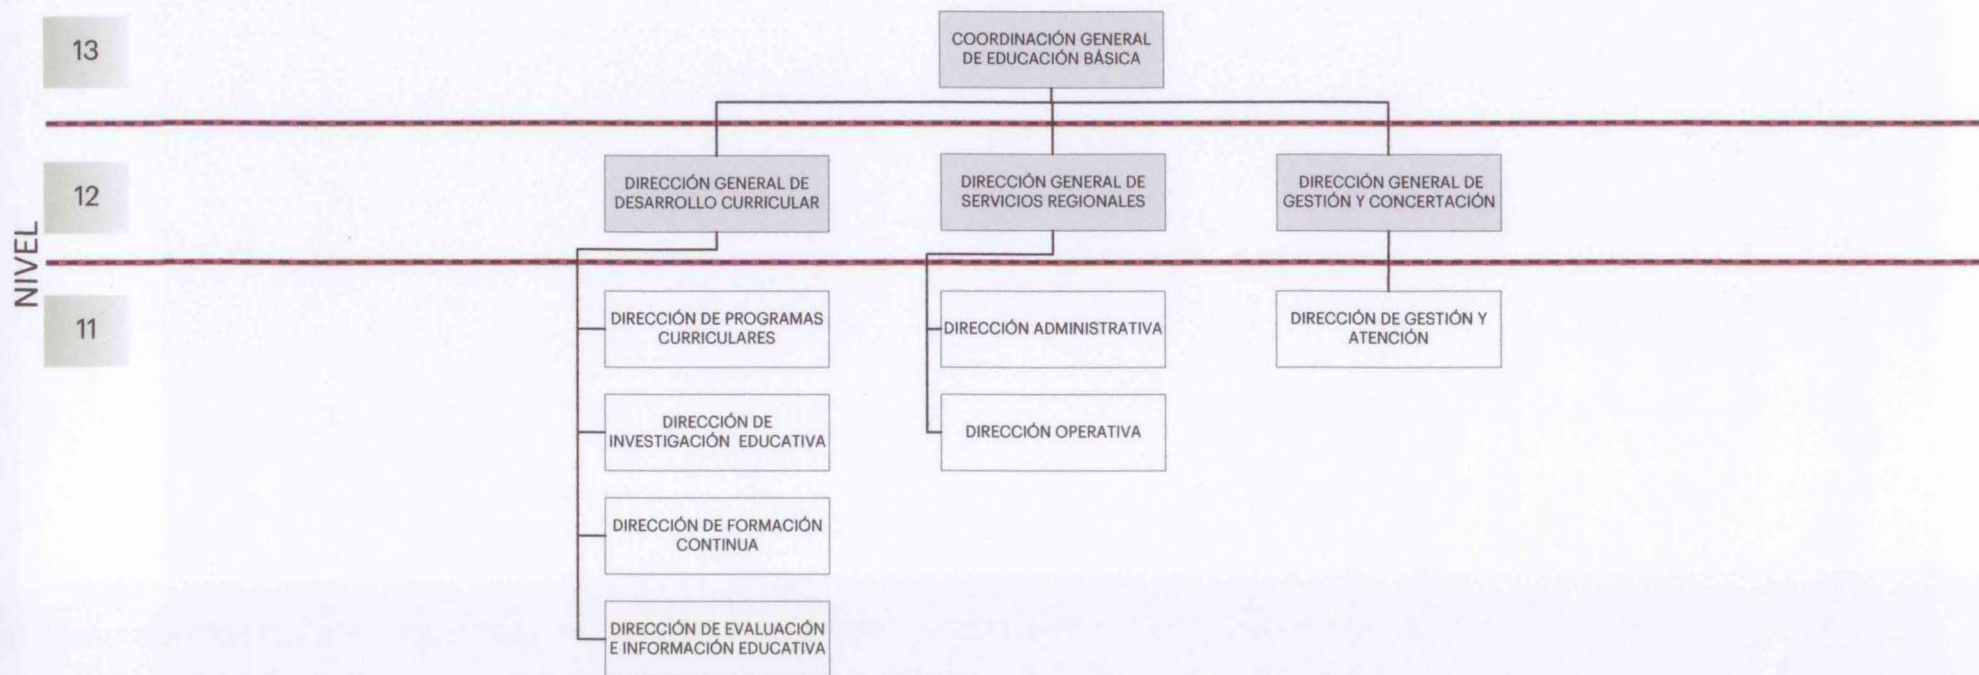 13
COORDINACIÓN GENERAL
DE EDUCACIÓN BÁSICA
NIVEL
12
DIRECCIÓN GENERAL DE
DESARROLLO CURRICULAR
DIRECCIÓN GENERAL DE
SERVICIOS REGIONALES
DIRECCIÓN GENERAL DE
GESTIÓN Y CONCERTACIÓN
11
DIRECCIÓN DE PROGRAMAS
CURRICULARES
DIRECCIÓN ADMINISTRATIVA
DIRECCIÓN DE GESTIÓN Y
ATENCIÓN
DIRECCIÓN DE
INVESTIGACIÓN EDUCATIVA
DIRECCIÓN OPERATIVA
DIRECCIÓN DE FORMACIÓN
CONTINUA
DIRECCIÓN DE EVALUACIÓN
E INFORMACIÓN EDUCATIVA